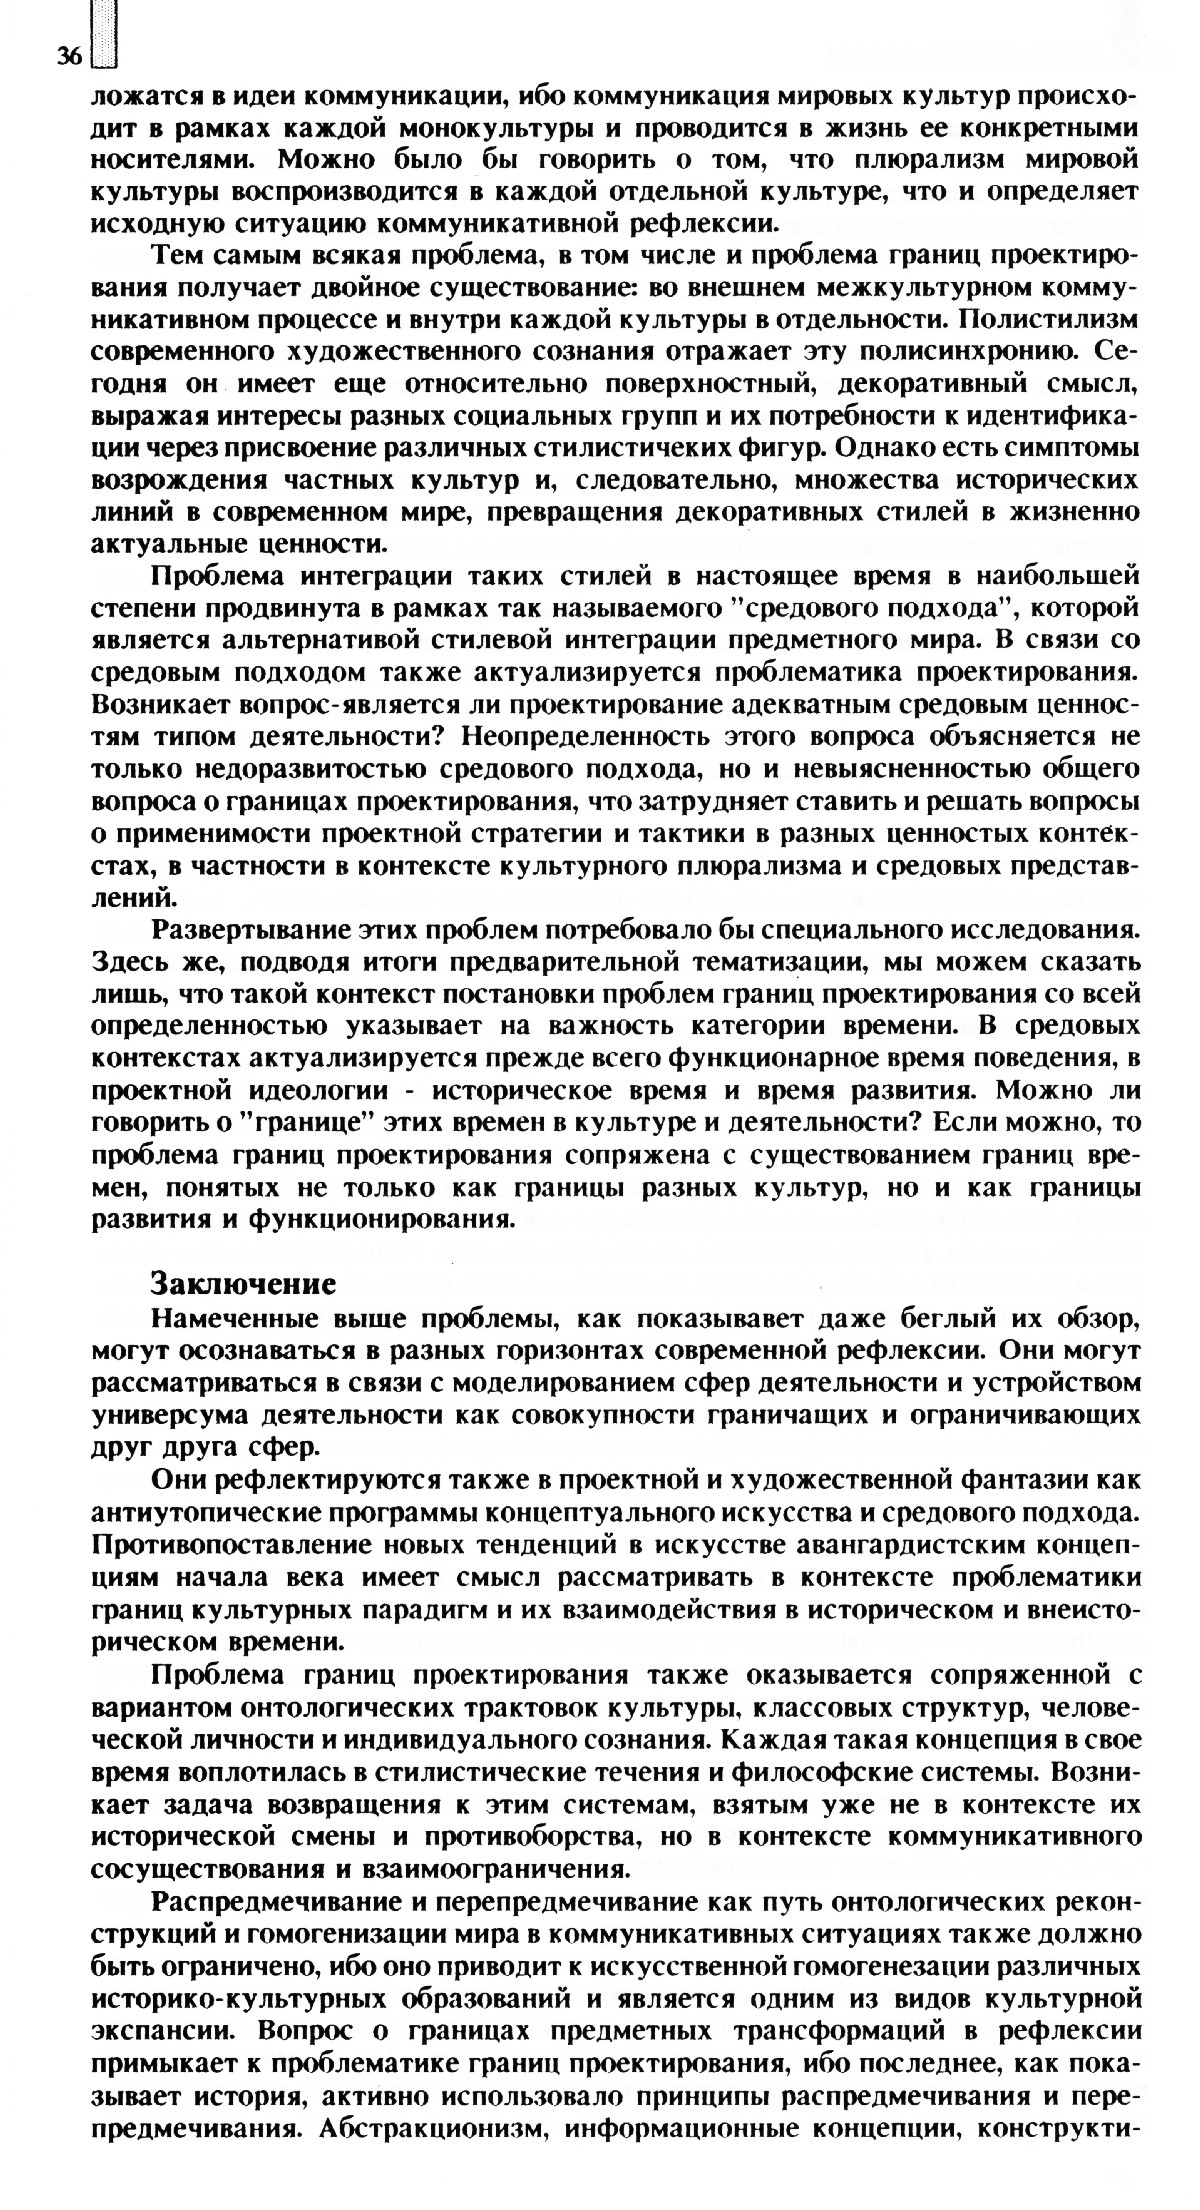 36
ложатся в идеи коммуникации, ибо коммуникация мировых культур происхо-
дит в рамках каждой монокультуры и проводится в жизнь ее конкретными
носителями. Можно было бы говорить о том, что плюрализм мировой
культуры воспроизводится в каждой отдельной культуре, что и определяет
исходную ситуацию коммуникативной рефлексии.
Тем самым всякая проблема, в том числе и проблема границ проектиро-
вания получает двойное существование: во внешнем межкультурном комму-
никативном процессе и внутри каждой культуры в отдельности. Полистилизм
современного художественного сознания отражает эту полисинхронию. Се-
годня он имеет еще относительно поверхностный, декоративный смысл,
выражая интересы разных социальных групп и их потребности к идентифика-
ции через присвоение различных стилистичеких фигур. Однако есть симптомы
возрождения частных культур и, следовательно, множества исторических
линий в современном мире, превращения декоративных стилей в жизненно
актуальные ценности.
Проблема интеграции таких стилей в настоящее время в наибольшей
степени продвинута в рамках так называемого "средового подхода", которой
является альтернативой стилевой интеграции предметного мира. В связи со
средовым подходом также актуализируется проблематика проектирования.
Возникает вопрос-является ли проектирование адекватным средовым ценнос-
тям типом деятельности? Неопределенность этого вопроса объясняется не
только недоразвитостью средового подхода, но и невыясненностью общего
вопроса о границах проектирования, что затрудняет ставить и решать вопросы
о применимости проектной стратегии и тактики в разных ценностых контек-
стах, в частности в контексте культурного плюрализма и средовых представ-
лений.
Развертывание этих проблем потребовало бы специального исследования.
Здесь же, подводя итоги предварительной тематизации, мы можем сказать
лишь, что такой контекст постановки проблем границ проектирования со всей
определенностью указывает на важность категории времени. В средовых
контекстах актуализируется прежде всего функционарное время поведения, в
проектной идеологии - историческое время и время развития. Можно ли
говорить о "границе" этих времен в культуре и деятельности? Если можно, то
проблема границ проектирования сопряжена с существованием границ вре-
мен, понятых не только как границы разных культур, но и как границы
развития и функционирования.
Заключение
Намеченные выше проблемы, как показывавет даже беглый их обзор,
могут осознаваться в разных горизонтах современной рефлексии. Они могут
рассматриваться в связи с моделированием сфер деятельности и устройством
универсума деятельности как совокупности граничащих и ограничивающих
друг друга сфер.
Они рефлектируются также в проектной и художественной фантазии как
антиутопические программы концептуального искусства и средового подхода.
Противопоставление новых тенденций в искусстве авангардистским концеп-
циям начала века имеет смысл рассматривать в контексте проблематики
границ культурных парадигм и их взаимодействия в историческом и внеисто-
рическом времени.
Проблема границ проектирования также оказывается сопряженной с
вариантом онтологических трактовок культуры, классовых структур, челове-
ческой личности и индивидуального сознания. Каждая такая концепция в свое
время воплотилась в стилистические течения и философские системы. Возни-
кает задача возвращения к этим системам, взятым уже не в контексте их
исторической смены и противоборства, но в контексте коммуникативного
сосуществования и взаимоограничения.
Распредмечивание и перепредмечивание как путь онтологических рекон-
струкций и гомогенизации мира в коммуникативных ситуациях также должно
быть ограничено, ибо оно приводит к искусственной гомогенезации различных
историко-культурных образований и является одним из видов культурной
экспансии. Вопрос о границах предметных трансформаций в рефлексии
примыкает к проблематике границ проектирования, ибо последнее, как пока-
зывает история, активно использовало принципы распредмечивания и пере-
предмечивания. Абстракционизм, информационные концепции, конструкти-